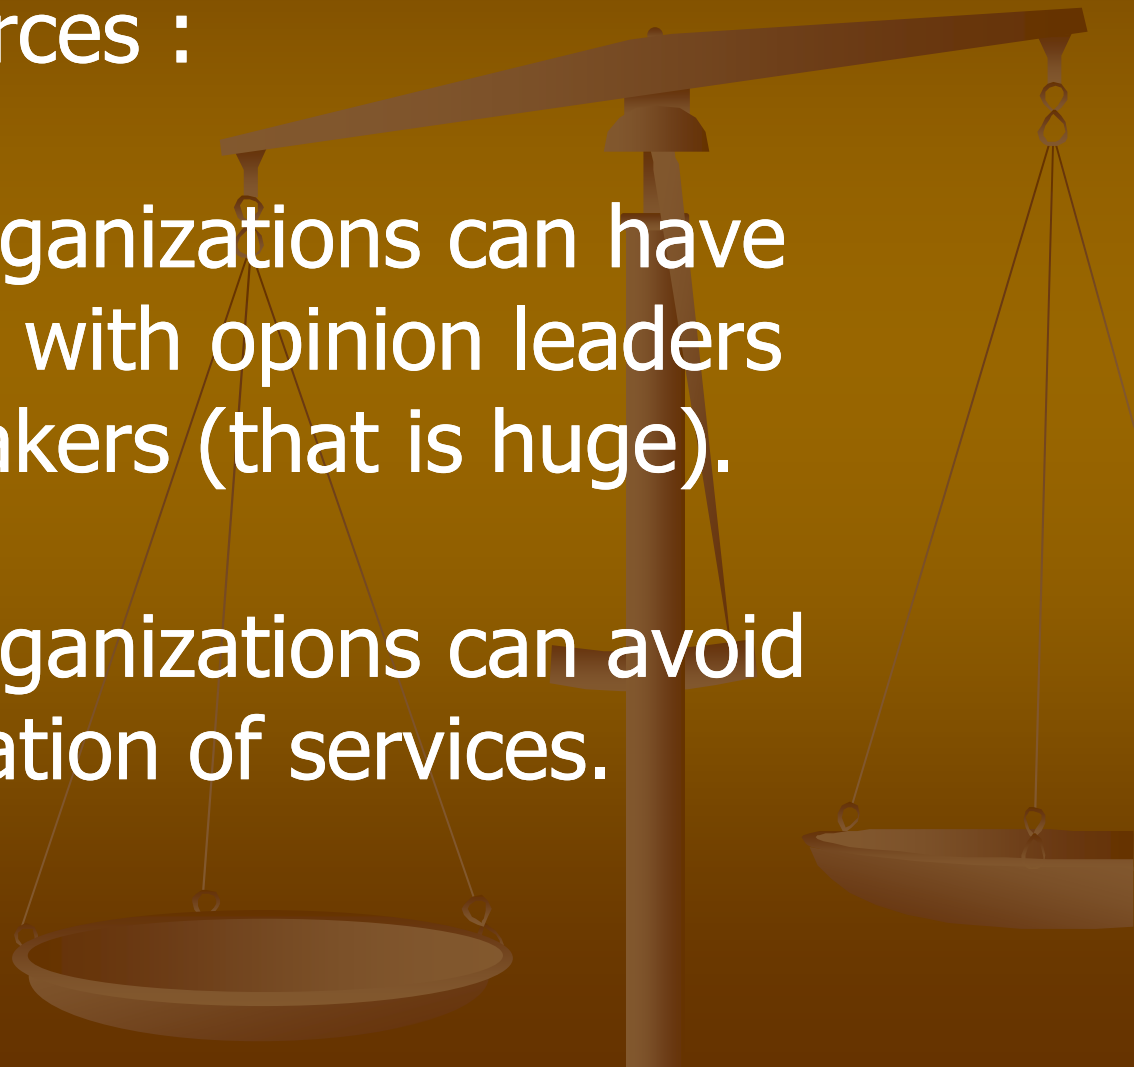 rces :
ganizations can have
with opinion leaders
akers (that is huge).
ganizations can avoid
ation of services.